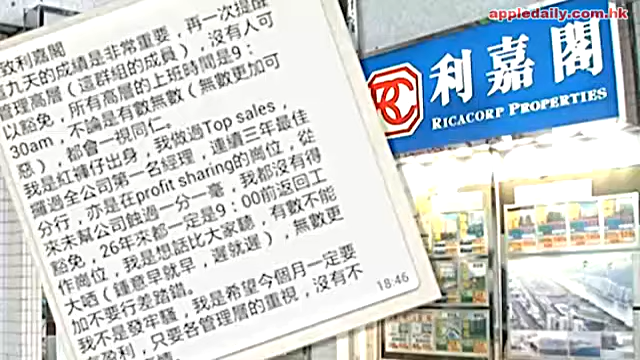 appledaily.com.hk
致利嘉閣
九天的成績是非常重要，再一次提醒
管理高層（這群組的成員），沒有人可
以豁免，所有高層的上班時間是9：
30am，不論是有數無數（無數更加可
惡），都會一視同仁。
我是紅褲仔出身，我做過Top sales，
攞過全公司第一名經理，連續三年最佳
分行，亦是在profit sharing的崗位，從
來未幫公司蝕過一分一毫，我都沒有得
豁免，26年來都一定是9：00前返回工
作崗位，我是想話比大家聽，有數不能
大晒（鍾意早就早，遲就遲），無數更
加不要行差踏錯。
我不是發牢騷，我是希望今個月一定要
有盈利，只要各管理層的重視，沒有不
18:46
利嘉閣
RICACORP PROPERTIES